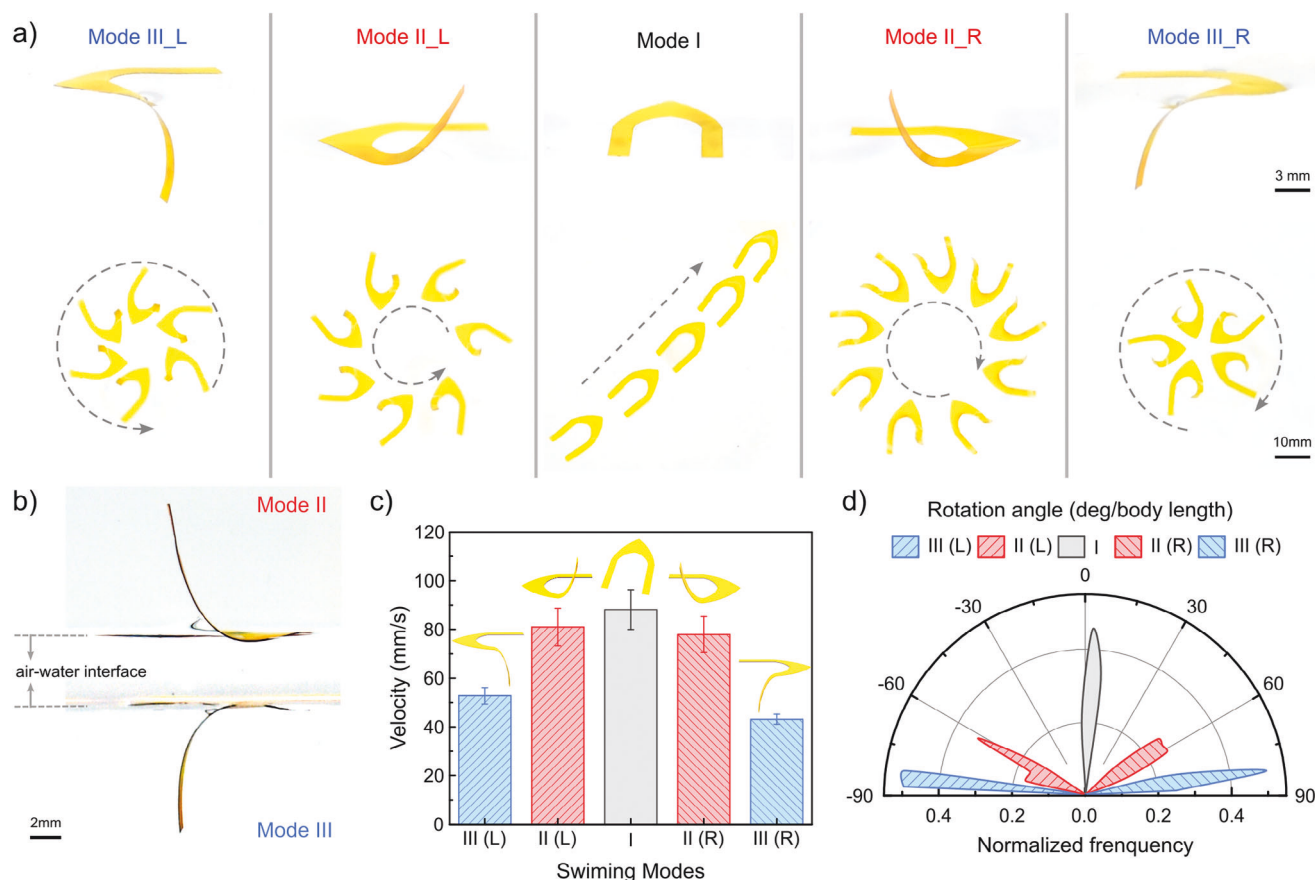 a)
Mode III_L
Mode II_L
Mode I
Mode II_R
Mode III_R
3 mm
10mm
b)
Mode II
air-water interface
2mm
Mode III
c)
120
100
80
60
40
20
0
Velocity (mm/s)
III (L)
II (L)
I
II (R)
III (R)
Swiming Modes
d)
Rotation angle (deg/body length)
III (L)
II (L)
I
II (R)
III (R)
0
-30
30
-60
60
-90
90
0.4
0.2
0.0
0.2
0.4
Normalized frenquency